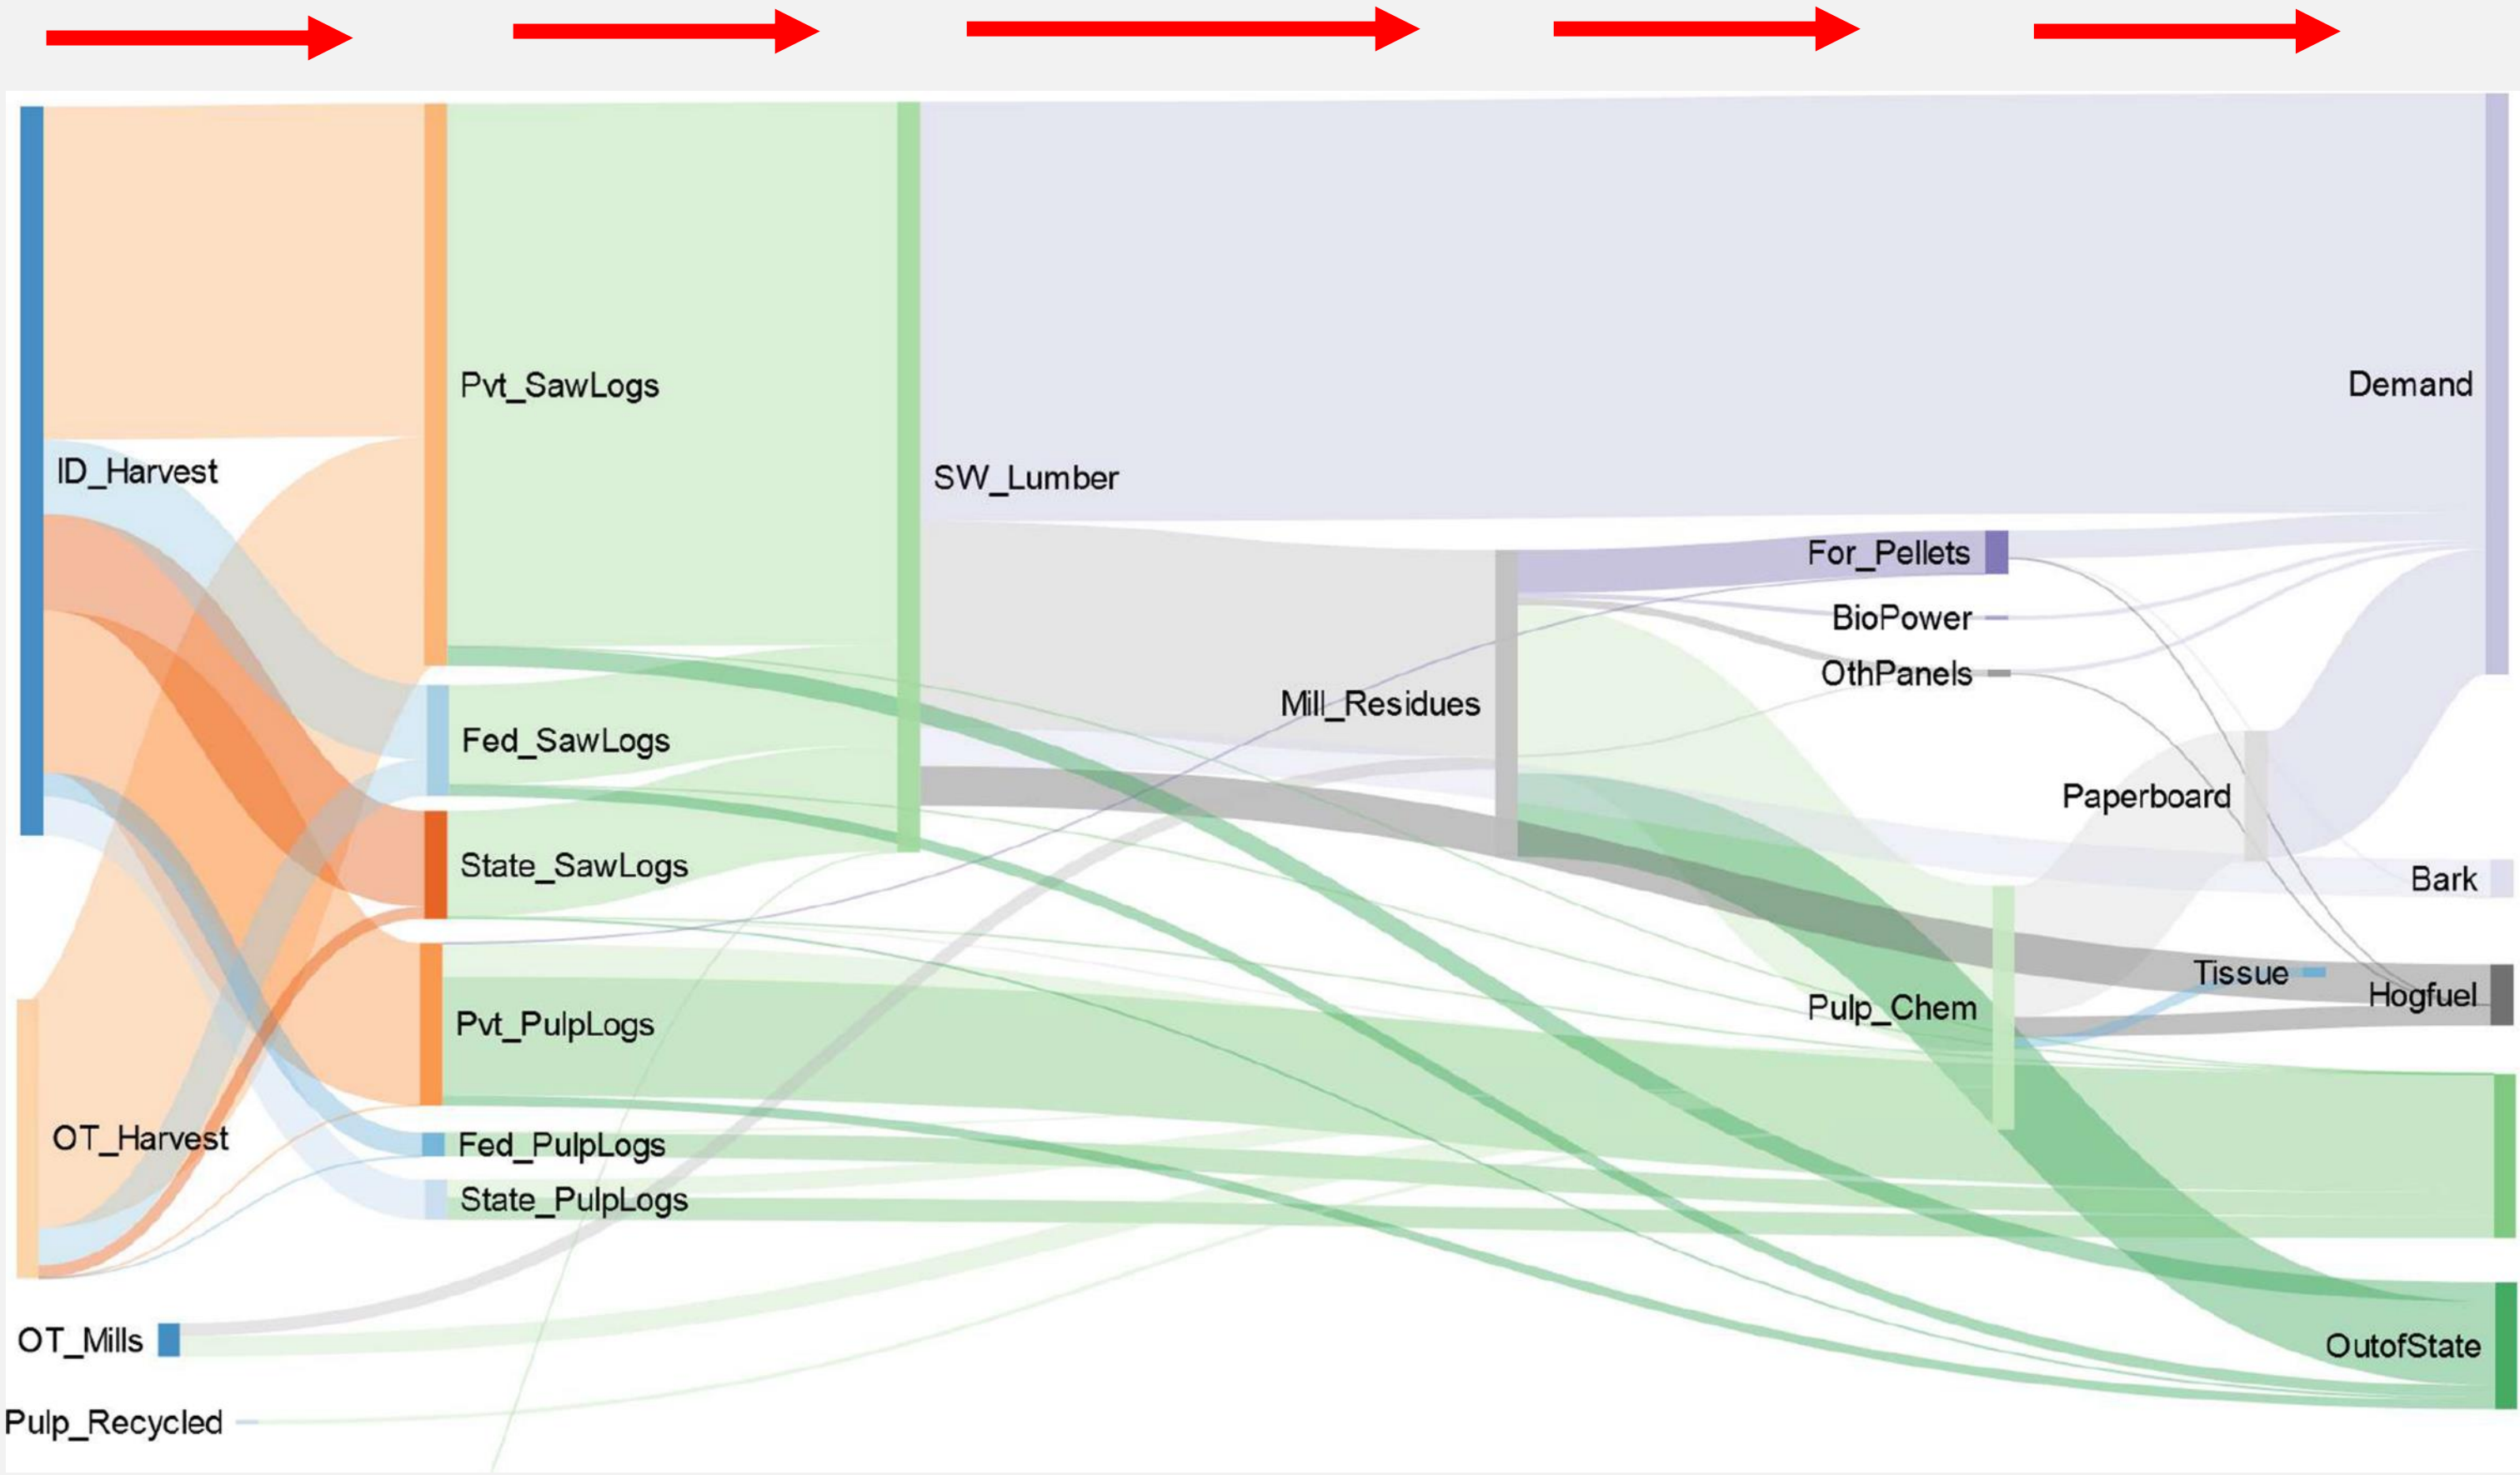 ID_Harvest
OT_Harvest
OT_Mills
Pulp_Recycled
Pvt_SawLogs
Fed_SawLogs
State_SawLogs
Pvt_PulpLogs
Fed_PulpLogs
State_PulpLogs
SW_Lumber
Mill_Residues
For_Pellets
BioPower
OthPanels
Pulp_Chem
Paperboard
Tissue
Demand
Bark
Hogfuel
OutofState